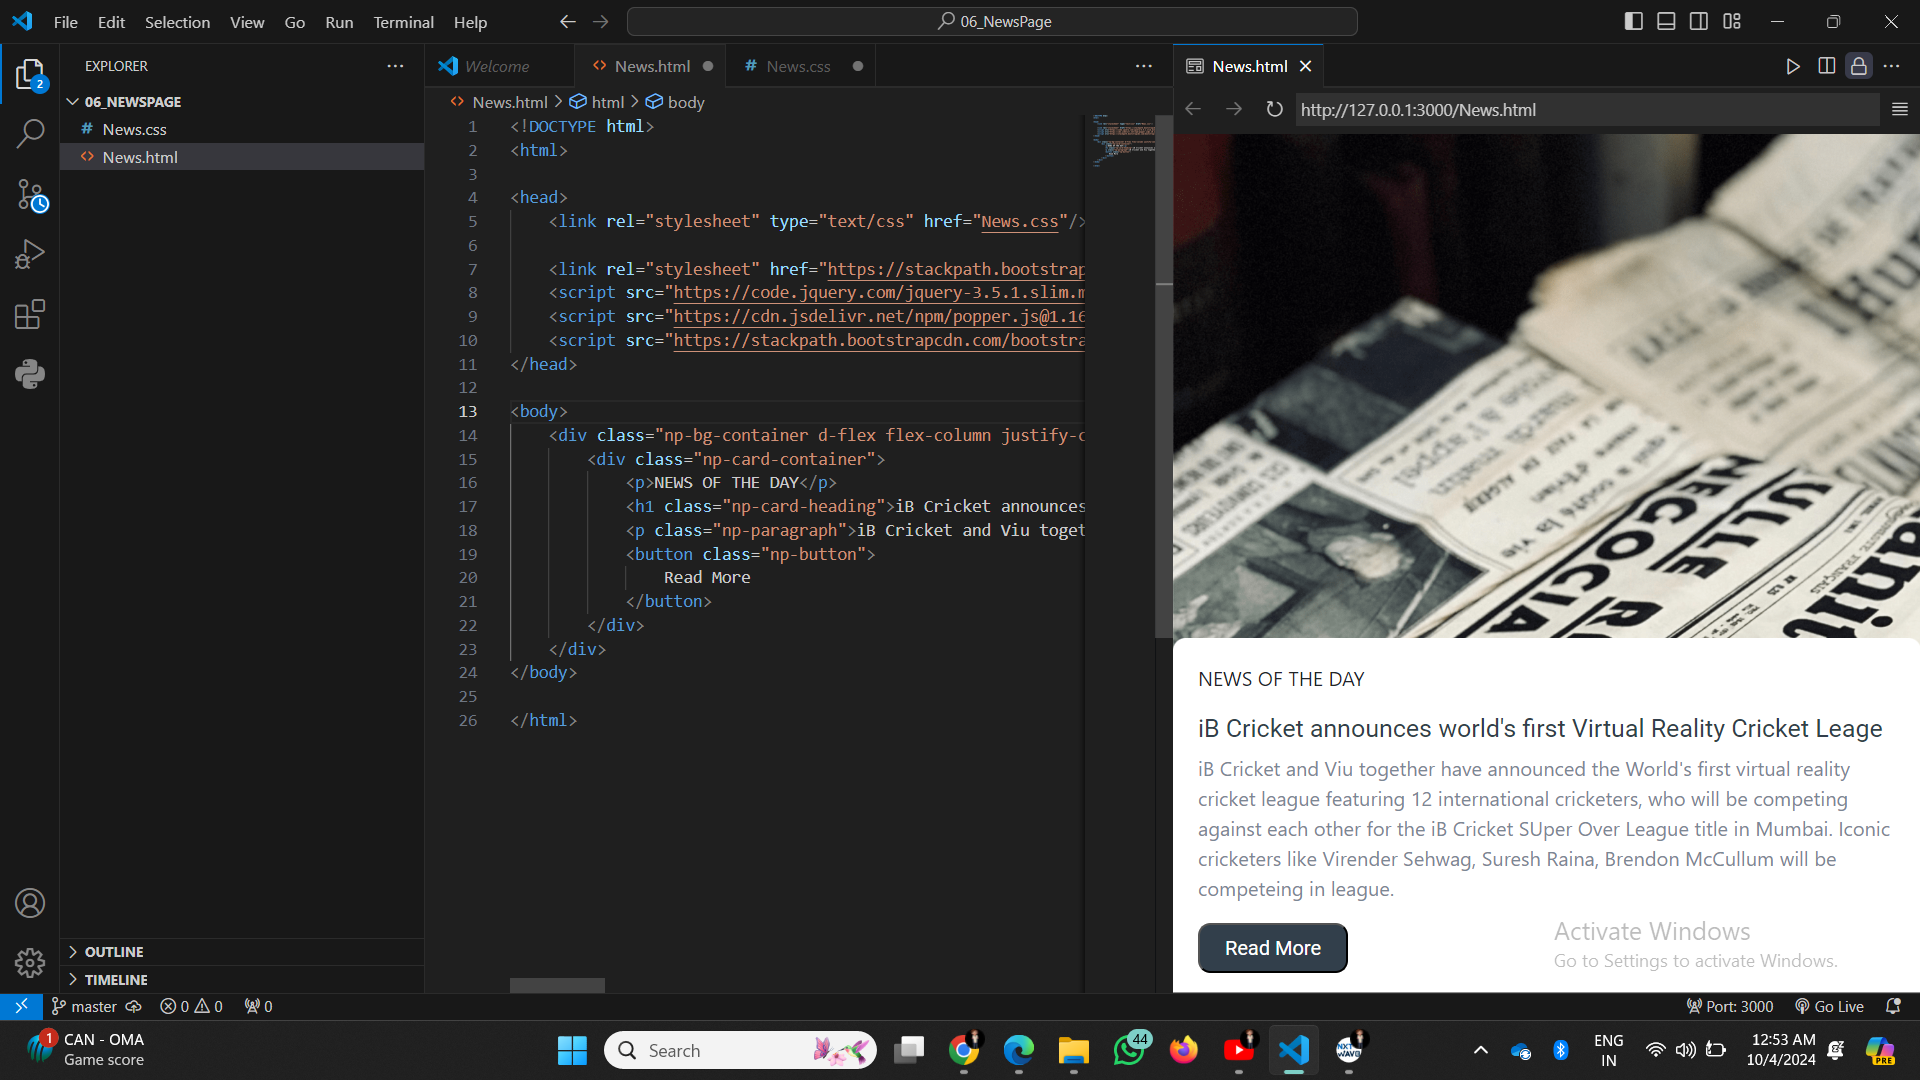 File Edit Selection View Go Run Terminal Help
06_NewsPage
EXPLORER
2
06_NEWSPAGE
# News.css
<> News.html
OUTLINE
TIMELINE
Welcome
<> News.html
# News.css
<> News.html > html > body
1 <!DOCTYPE html>
2 <html>
3
4 <head>
5 <link rel="stylesheet" type="text/css" href="News.css"/>
6
7 <link rel="stylesheet" href="https://stackpath.bootstrap
8 <script src="https://code.jquery.com/jquery-3.5.1.slim.m
9 <script src="https://cdn.jsdelivr.net/npm/popper.js@1.16
10 <script src="https://stackpath.bootstrapcdn.com/bootstra
11 </head>
12
13 <body>
14 <div class="np-bg-container d-flex flex-column justify-c
15 <div class="np-card-container">
16 <p>NEWS OF THE DAY</p>
17 <h1 class="np-card-heading">iB Cricket announces
18 <p class="np-paragraph">iB Cricket and Viu toget
19 <button class="np-button">
20 Read More
21 </button>
22 </div>
23 </div>
24 </body>
25
26 </html>
News.html
http://127.0.0.1:3000/News.html
NEGOCIA
ULLE
la vie
NEWS OF THE DAY
iB Cricket announces world's first Virtual Reality Cricket Leage
iB Cricket and Viu together have announced the World's first virtual reality
cricket league featuring 12 international cricketers, who will be competing
against each other for the iB Cricket SUper Over League title in Mumbai. Iconic
cricketers like Virender Sehwag, Suresh Raina, Brendon McCullum will be
competeing in league.
Read More
Activate Windows
Go to Settings to activate Windows.
master 0 0 0
Port: 3000 Go Live
1
CAN - OMA
Game score
Search
44
NXT
WAVE
ENG
IN
12:53 AM
10/4/2024
PRE